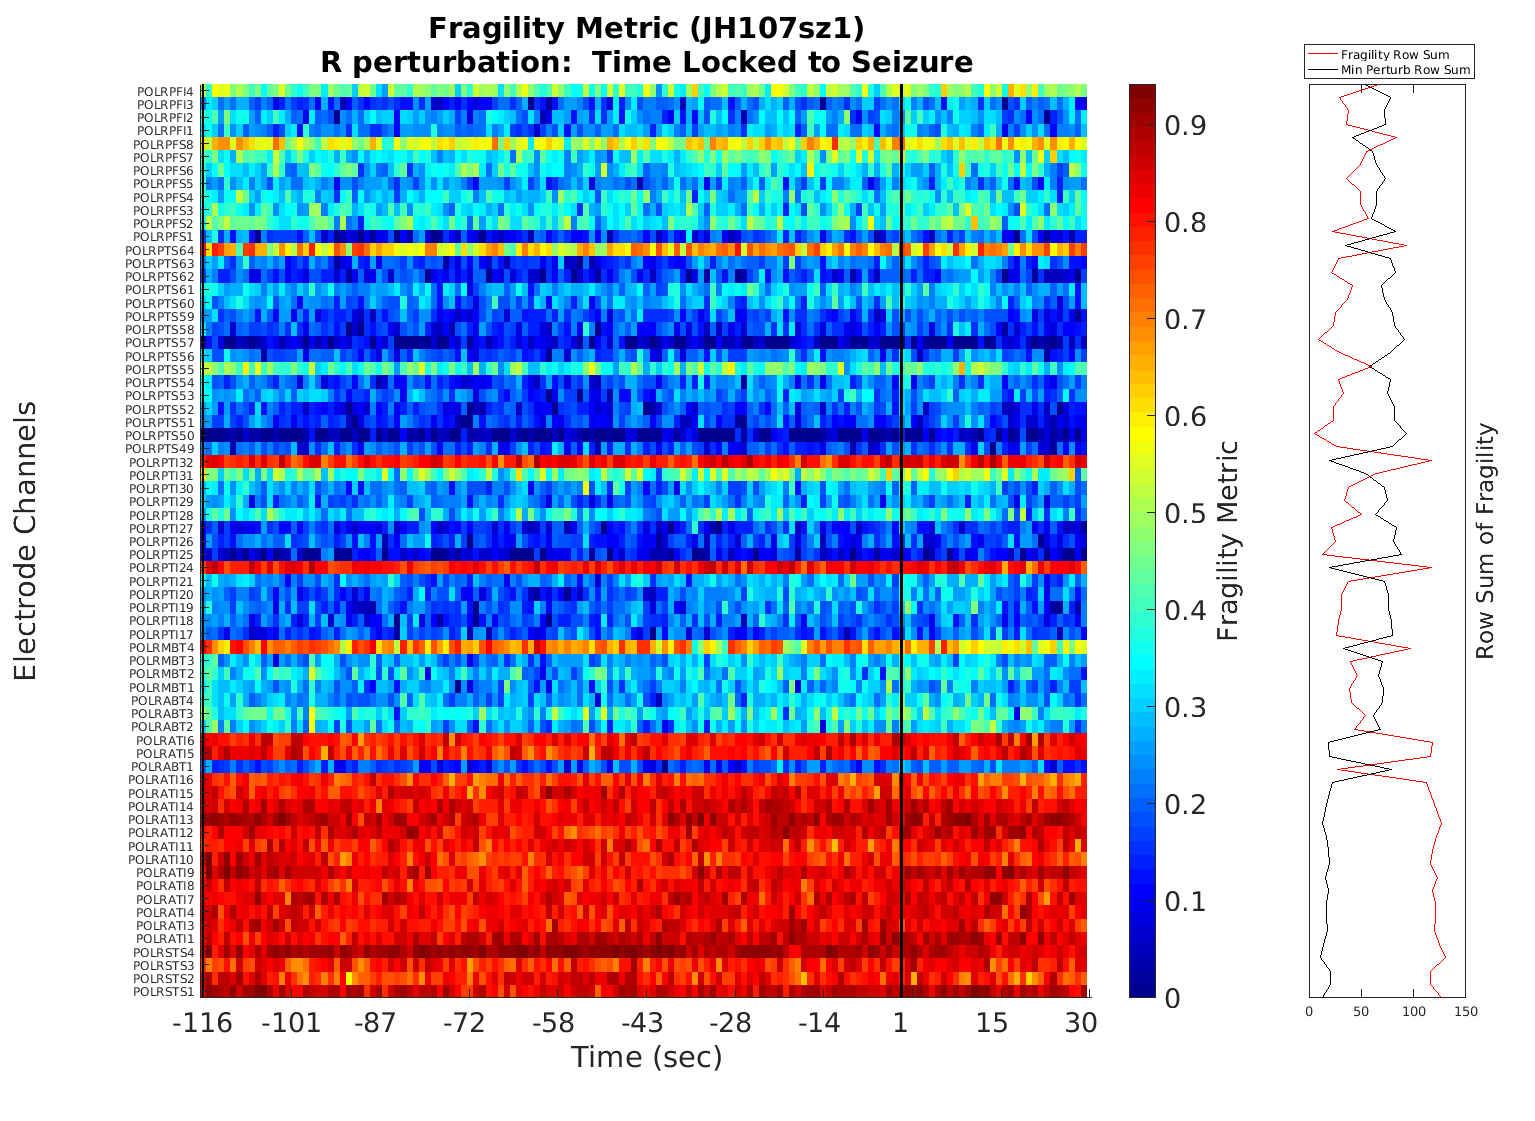 Fragility Metric (JH107sz1)
R perturbation:  Time Locked to Seizure
Fragility Row Sum
Min Perturb Row Sum
Electrode Channels
POLRPFI4
POLRPFI3
POLRPFI2
POLRPFI1
POLRPFS8
POLRPFS7
POLRPFS6
POLRPFS5
POLRPFS4
POLRPFS3
POLRPFS2
POLRPFS1
POLRPTS64
POLRPTS63
POLRPTS62
POLRPTS61
POLRPTS60
POLRPTS59
POLRPTS58
POLRPTS57
POLRPTS56
POLRPTS55
POLRPTS54
POLRPTS53
POLRPTS52
POLRPTS51
POLRPTS50
POLRPTS49
POLRPTI32
POLRPTI31
POLRPTI30
POLRPTI29
POLRPTI28
POLRPTI27
POLRPTI26
POLRPTI25
POLRPTI24
POLRPTI21
POLRPTI20
POLRPTI19
POLRPTI18
POLRPTI17
POLRMBT4
POLRMBT3
POLRMBT2
POLRMBT1
POLRABT4
POLRABT3
POLRABT2
POLRATI6
POLRATI5
POLRABT1
POLRATI16
POLRATI15
POLRATI14
POLRATI13
POLRATI12
POLRATI11
POLRATI10
POLRATI9
POLRATI8
POLRATI7
POLRATI4
POLRATI3
POLRATI1
POLRSTS4
POLRSTS3
POLRSTS2
POLRSTS1
-116 -101 -87 -72 -58 -43 -28 -14 1 15 30
Time (sec)
0.9
0.8
0.7
0.6
0.5
0.4
0.3
0.2
0.1
0
Fragility Metric
0 50 100 150
Row Sum of Fragility